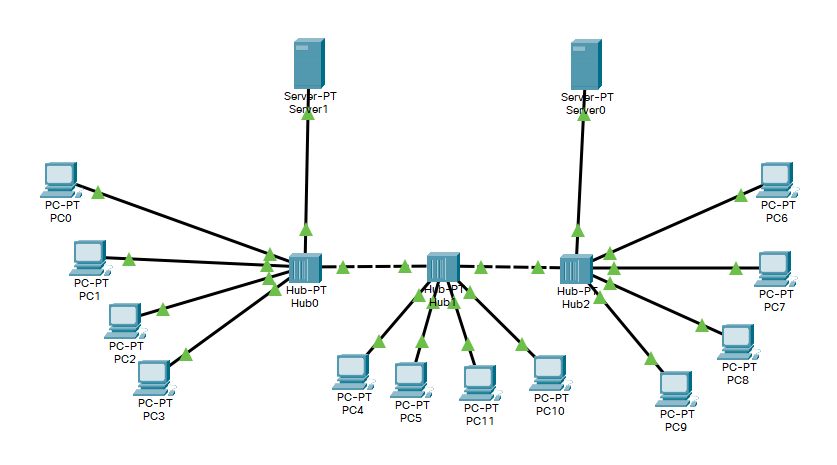 Server-PT
Server1
Server-PT
Server0
PC-PT
PC0
PC-PT
PC6
PC-PT
PC1
Hub-PT
Hub0
Hub-PT
Hub1
Hub-PT
Hub2
PC-PT
PC7
PC-PT
PC2
PC-PT
PC8
PC-PT
PC3
PC-PT
PC4
PC-PT
PC5
PC-PT
PC11
PC-PT
PC10
PC-PT
PC9